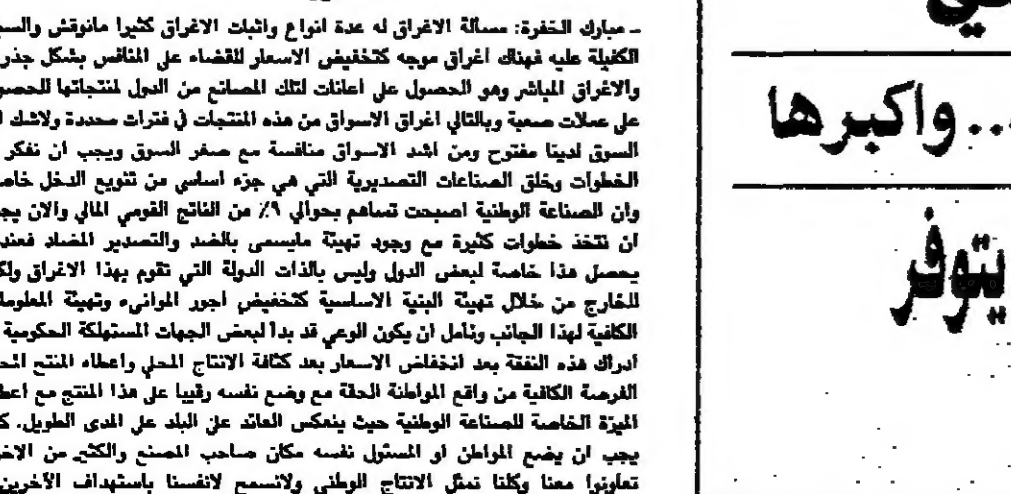 ـ مبارك الخفرة: مسألة الاغراق له عدة انواع واثبات الاغراق كثيرا مانوقش والسبل
الكفيلة عليه فهناك اغراق موجه كتخفيض الاسعار للقضاء على المنافس بشكل جذر
والاغراق المباشر وهو الحصول على اعانات لتلك المصانع من الدول لمنتجاتها للحصو
على عملات صعبة وبالتالي اغراق الاسواق من هذه المنتجات في فترات محددة ولاشك ا
السوق لدينا مفتوح ومن اشد الاسواق منافسة مع صغر السوق ويجب ان نفكر
الخطوات وخلق الصناعات التصديرية التي هي جزء اساسي من تنويع الدخل خاص
وان الصناعة الوطنية اصبحت تساهم بحوالي ٩٪ من الناتج القومي المالي والان يج
ان نتخذ خطوات كثيرة مع وجود تهيئة مايسمى بالضد والتصدير المضاد فعند
يحصل هذا خاصة لبعض الدول وليس بالذات الدولة التي تقوم بهذا الاغراق ولك
للخارج من خلال تهيئة البنية الاساسية كتخفيض اجور الموانيء وتهيئة المعلوما
الكافية لهذا الجانب ونامل ان يكون الوعي قد بدأ لبعض الجهات المستهلكة الحكومية
ادراك هذه النقتة بعد انخفاض الاسعار بعد كثافة الانتاج المحلي واعطاء المنتج المح
الفرصة الكافية من واقع المواطنة الحقة مع وضع نفسه رقيبا على هذا المنتج مع اعط
الميزة الخاصة للصناعة الوطنية حيث ينعكس العائد على البلد على المدى الطويل. ك
يجب ان يضع المواطن او المسئول نفسه مكان صاحب المصنع والكثير من الاخو
تعاونوا معنا وكلنا نمثل الانتاج الوطني ولانسمح لانفسنا باستهداف الآخرين
.. واكبرها
يتوفر